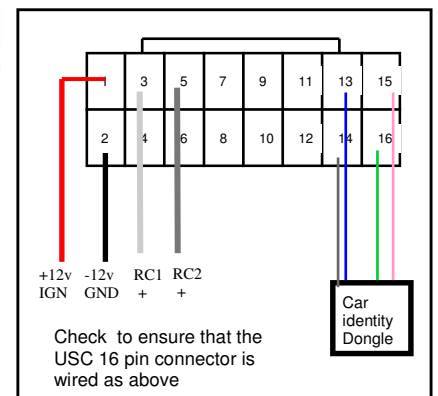 1 3 5 7 9 11 13 15
2 4 6 8 10 12 14 16
+12v -12v RC1 RC2
IGN GND + +
Car
identity
Dongle
Check to ensure that the
USC 16 pin connector is
wired as above